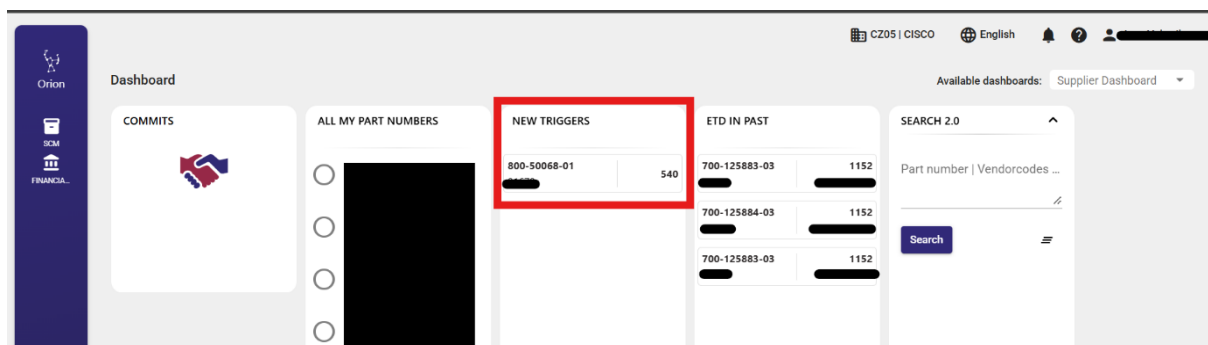 CZ05 | CISCO English
Orion
Dashboard
Available dashboards: Supplier Dashboard
SCM
FINANCIA...
COMMITS
ALL MY PART NUMBERS
NEW TRIGGERS
800-50068-01 540
ETD IN PAST
700-125883-03 1152
700-125884-03 1152
700-125883-03 1152
SEARCH 2.0
Part number | Vendorcodes ...
Search